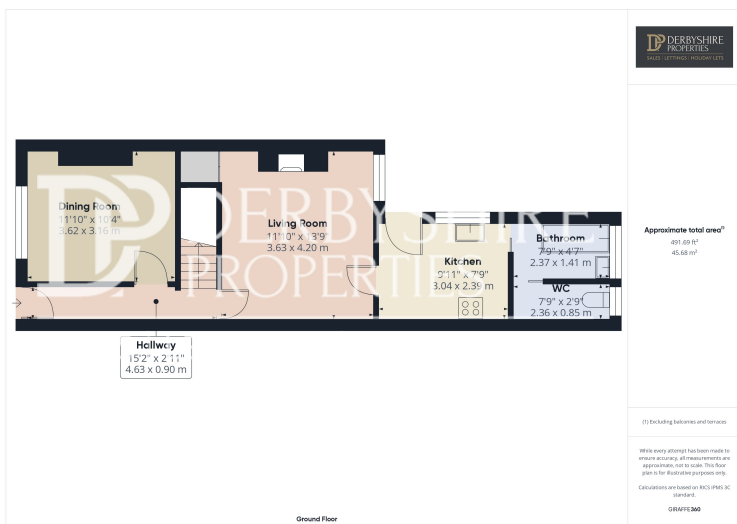 DP DERBYSHIRE
PROPERTIES
SALES | LETTINGS | HOLIDAY LETS
DERBYSHIRE
PROPERTIES
Dining Room
11'10" x 10'4"
3.62 x 3.16 m
Living Room
11'10" x 13'9"
3.63 x 4.20 m
Kitchen
9'11" x 7'9"
3.04 x 2.39 m
Bathroom
7'9" x 4'7"
2.37 x 1.41 m
WC
7'9" x 2'9"
2.36 x 0.85 m
Hallway
15'2" x 2'11"
4.63 x 0.90 m
Ground Floor
Approximate total area(1)
491.69 ft²
45.68 m²
(1) Excluding balconies and terraces
While every attempt has been made to
ensure accuracy, all measurements are
approximate, not to scale. This floor
plan is for illustrative purposes only.
Calculations are based on RICS IPMS 3C
standard.
GIRAFFE360